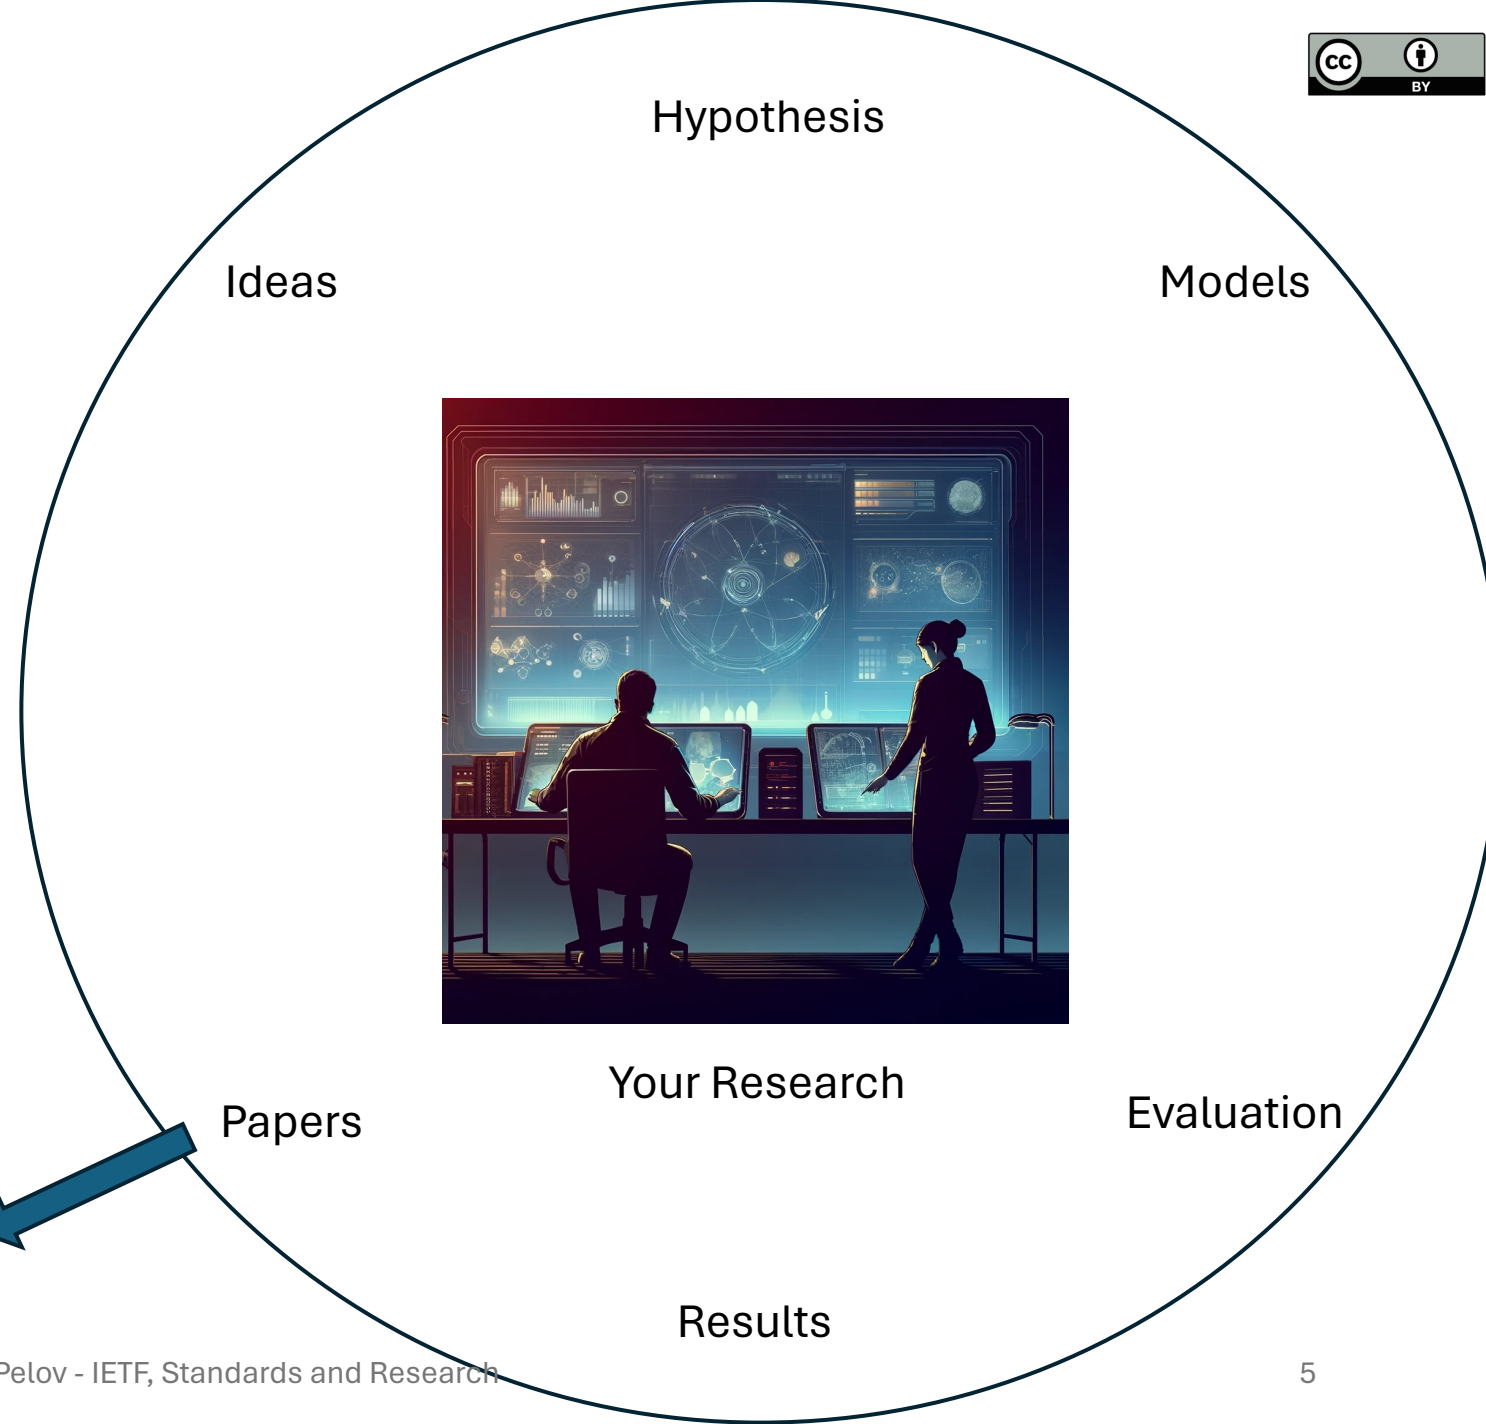 CC
BY
Hypothesis
Ideas
Models
Your Research
Papers
Evaluation
Results
Pelov - IETF, Standards and Research
5